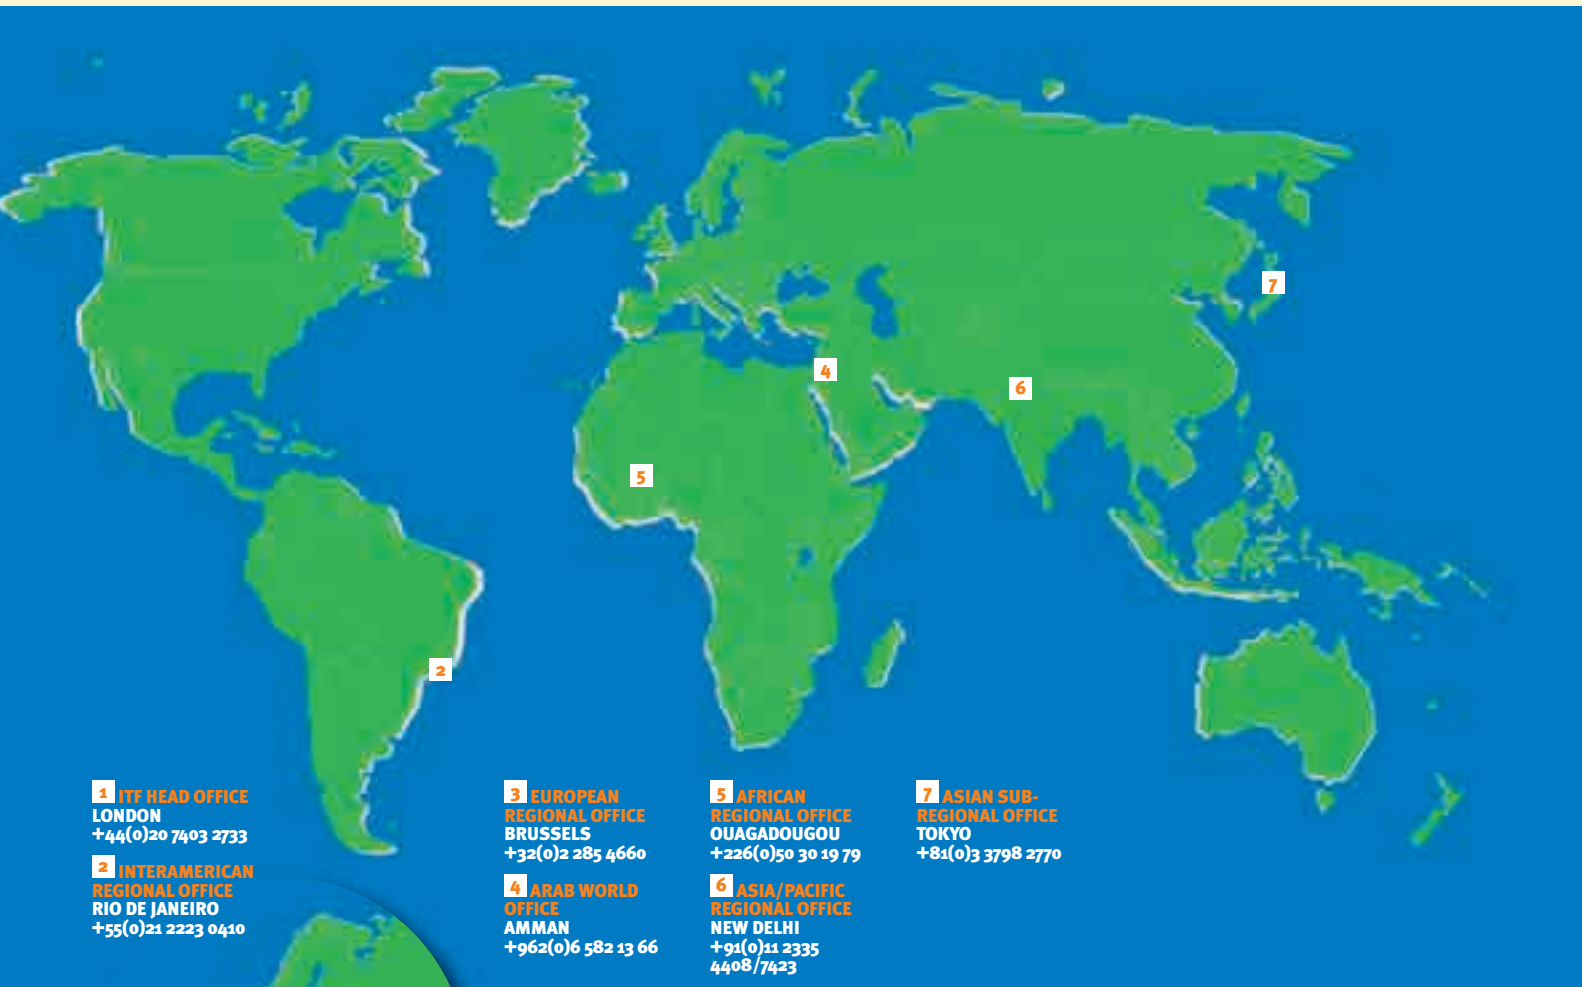 7
4
6
5
2
1 ITF HEAD OFFICE
LONDON
+44(0)20 7403 2733
2 INTERAMERICAN
REGIONAL OFFICE
RIO DE JANEIRO
+55(0)21 2223 0410
3 EUROPEAN
REGIONAL OFFICE
BRUSSELS
+32(0)2 285 4660
4 ARAB WORLD
OFFICE
AMMAN
+962(0)6 582 13 66
5 AFRICAN
REGIONAL OFFICE
OUAGADOUGOU
+226(0)50 30 19 79
6 ASIA/PACIFIC
REGIONAL OFFICE
NEW DELHI
+91(0)11 2335
4408/7423
7 ASIAN SUB-
REGIONAL OFFICE
TOKYO
+81(0)3 3798 2770